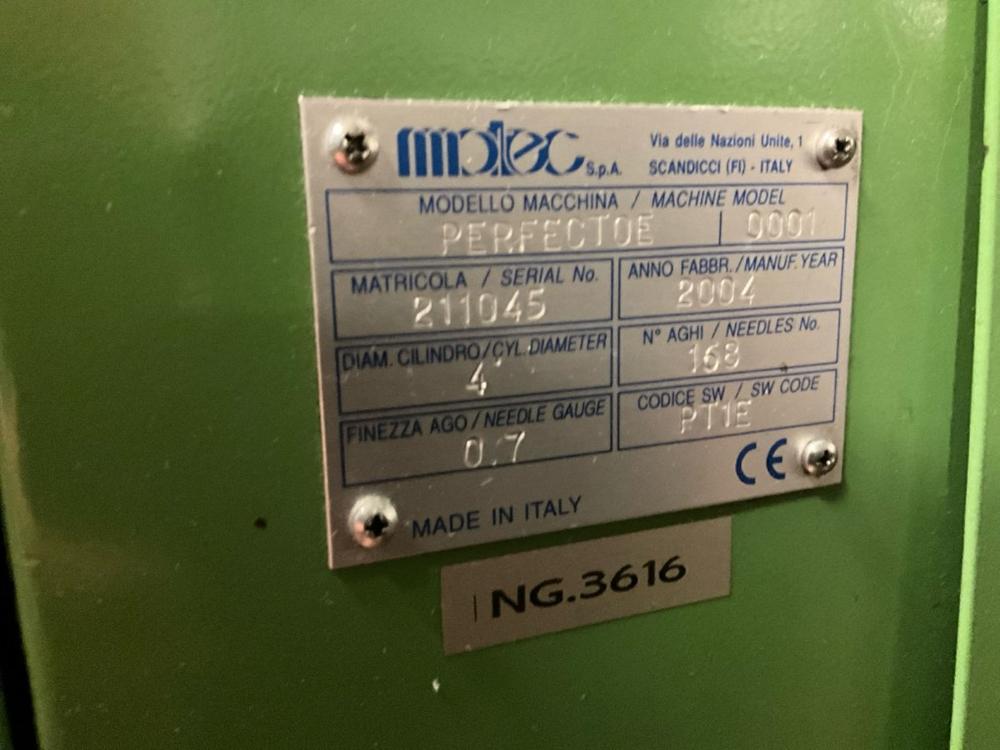 matec S.p.A.
Via delle Nazioni Unite, 1
SCANDICCI (FI) - ITALY
MODELLO MACCHINA / MACHINE MODEL
PERFECTOE 0001
MATRICOLA / SERIAL No.
211045
ANNO FABBR./MANUF. YEAR
2004
DIAM. CILINDRO/CYL. DIAMETER
4
N° AGHI / NEEDLES No.
168
FINEZZA AGO / NEEDLE GAUGE
0.7
CODICE SW / SW CODE
PT1E
CE
MADE IN ITALY
NG.3616